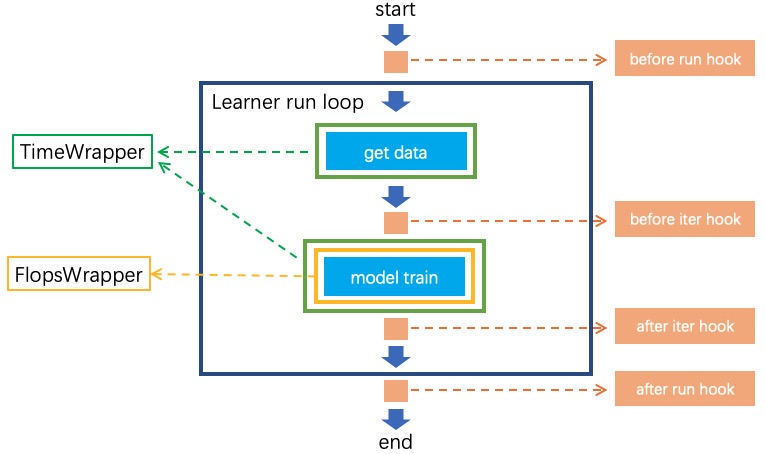 start
before run hook
Learner run loop
TimeWrapper
get data
before iter hook
FlopsWrapper
model train
after iter hook
after run hook
end